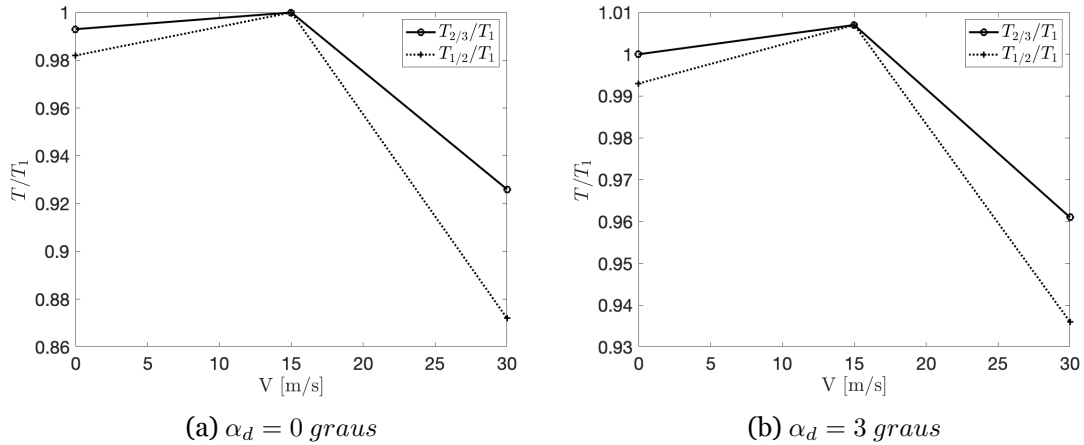 1
0.98
0.96
0.94
0.92
0.9
0.88
0.86
T/T₁
0 5 10 15 20 25 30
V [m/s]
T₂/₃/T₁
T₁/₂/T₁
(a) α_d = 0 graus
1.01
1
0.99
0.98
0.97
0.96
0.95
0.94
0.93
T/T₁
0 5 10 15 20 25 30
V [m/s]
T₂/₃/T₁
T₁/₂/T₁
(b) α_d = 3 graus